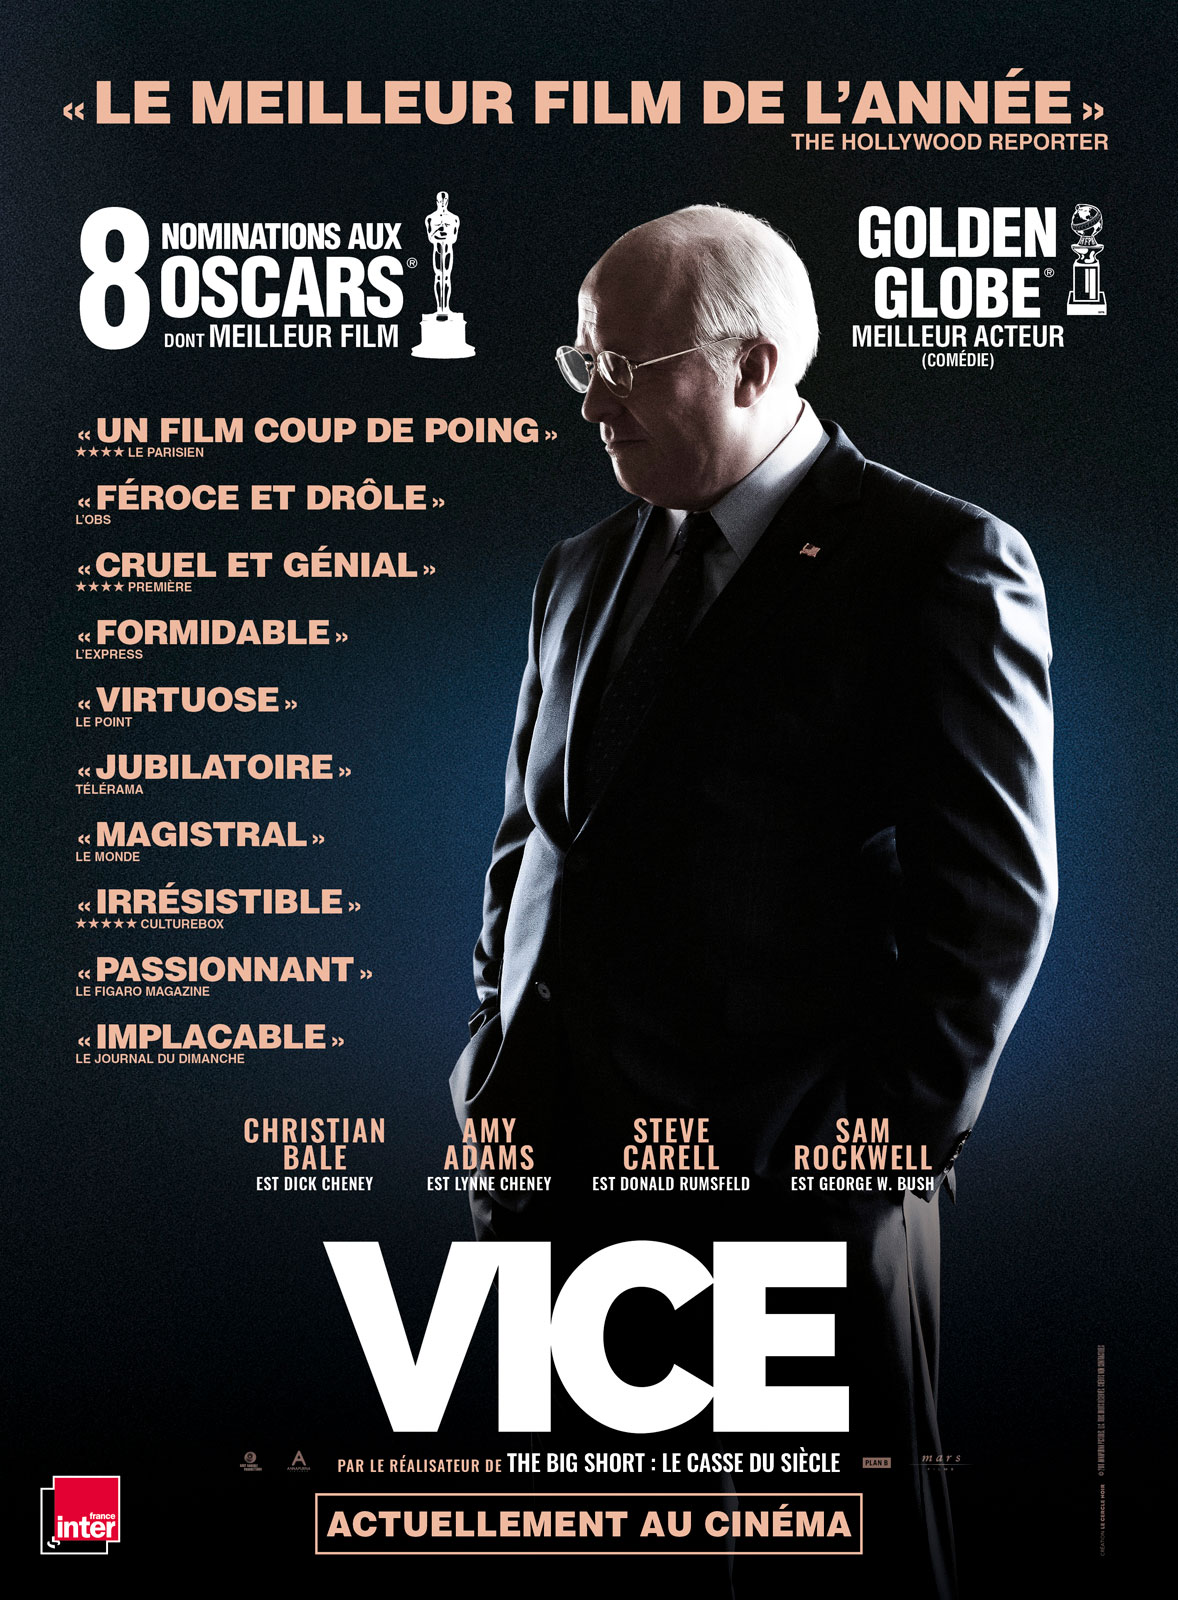 « LE MEILLEUR FILM DE L'ANNÉE »
THE HOLLYWOOD REPORTER
8 NOMINATIONS AUX
OSCARS®
DONT MEILLEUR FILM
GOLDEN
GLOBE®
MEILLEUR ACTEUR
(COMÉDIE)
« UN FILM COUP DE POING »
★★★★ LE PARISIEN
« FÉROCE ET DRÔLE »
L'OBS
« CRUEL ET GÉNIAL »
★★★★ PREMIÈRE
« FORMIDABLE »
L'EXPRESS
« VIRTUOSE »
LE POINT
« JUBILATOIRE »
TÉLÉRAMA
« MAGISTRAL »
LE MONDE
« IRRÉSISTIBLE »
★★★★★ CULTUREBOX
« PASSIONNANT »
LE FIGARO MAGAZINE
« IMPLACABLE »
LE JOURNAL DU DIMANCHE
CHRISTIAN
BALE
EST DICK CHENEY
AMY
ADAMS
EST LYNNE CHENEY
STEVE
CARELL
EST DONALD RUMSFELD
SAM
ROCKWELL
EST GEORGE W. BUSH
VICE
PAR LE RÉALISATEUR DE THE BIG SHORT : LE CASSE DU SIÈCLE
PLAN B
mars
FILMS
ACTUELLEMENT AU CINÉMA
france
inter
CRÉATION LE CERCLE NOIR